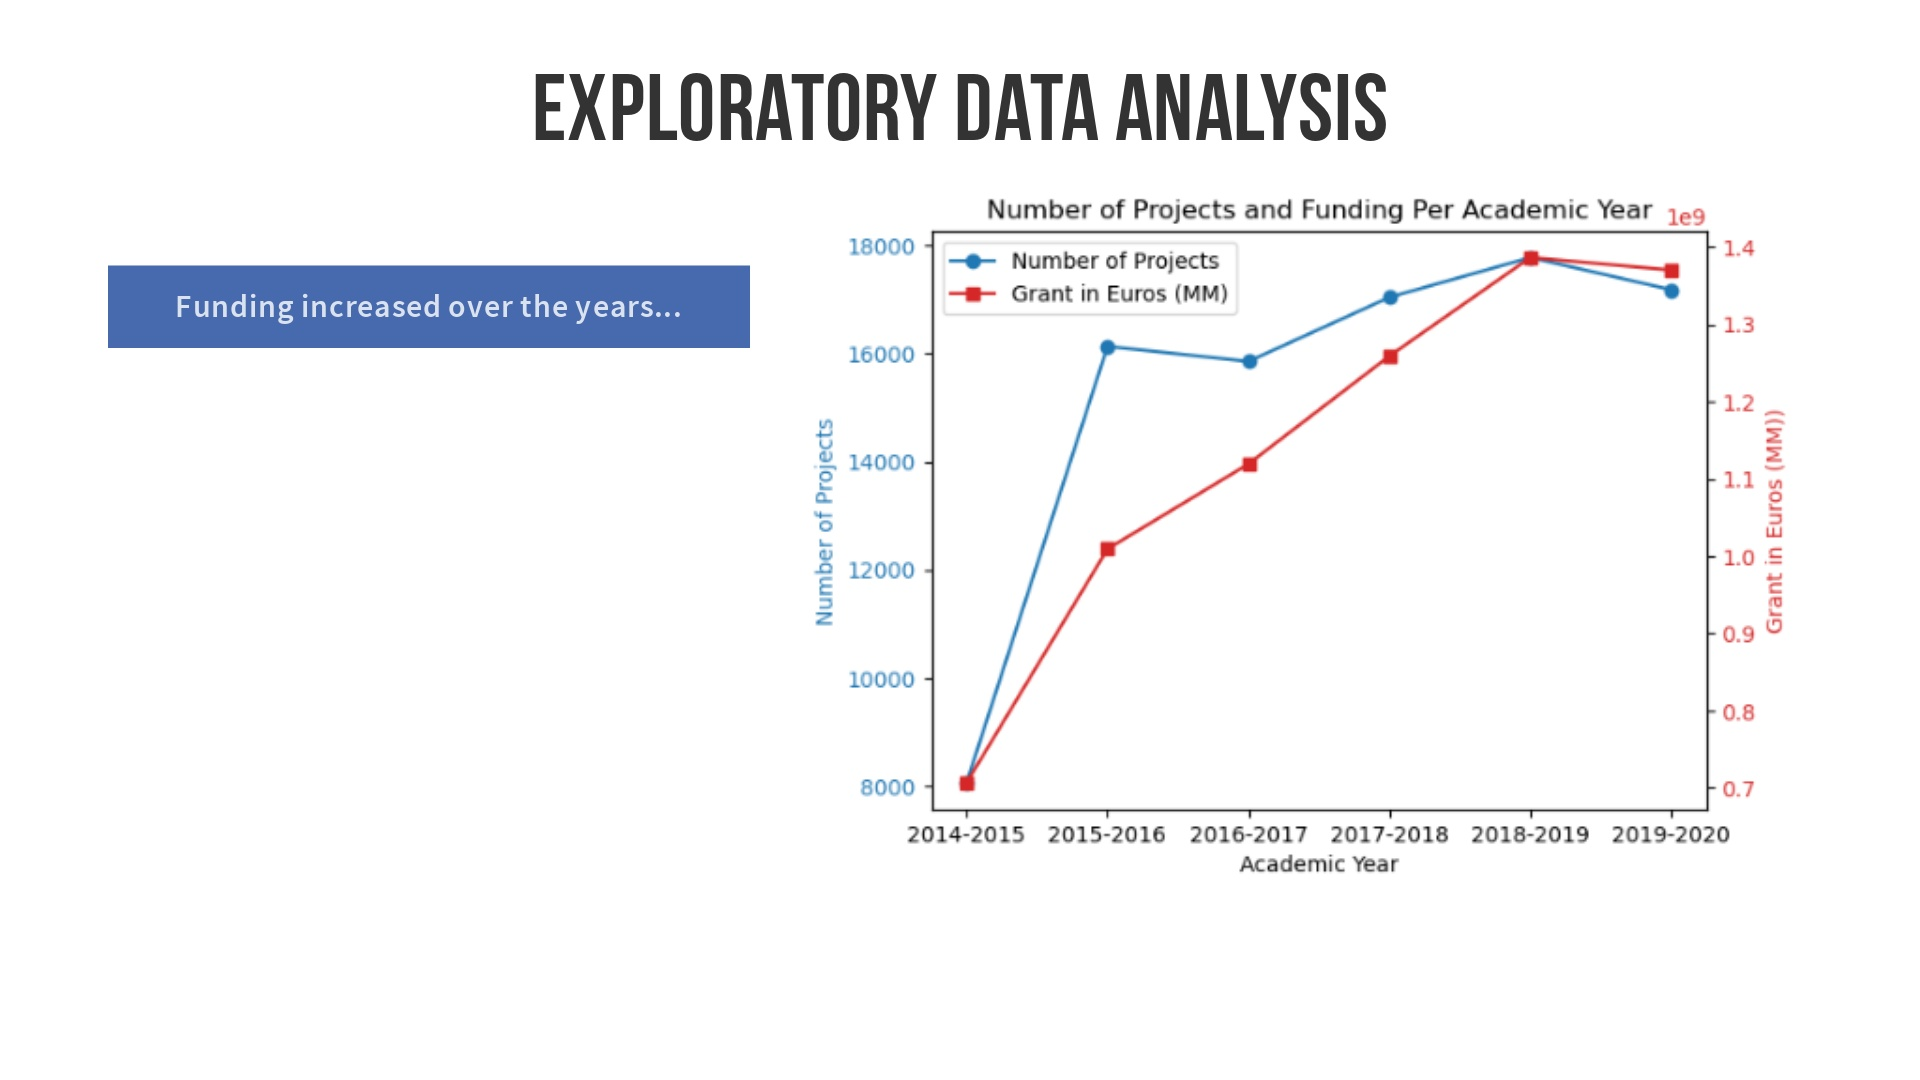 EXPLORATORY DATA ANALYSIS
Funding increased over the years...
Number of Projects and Funding Per Academic Year
1e9
Number of Projects
Grant in Euros (MM)
18000
16000
14000
12000
10000
8000
Number of Projects
1.4
1.3
1.2
1.1
1.0
0.9
0.8
0.7
Grant in Euros (MM))
2014-2015 2015-2016 2016-2017 2017-2018 2018-2019 2019-2020
Academic Year